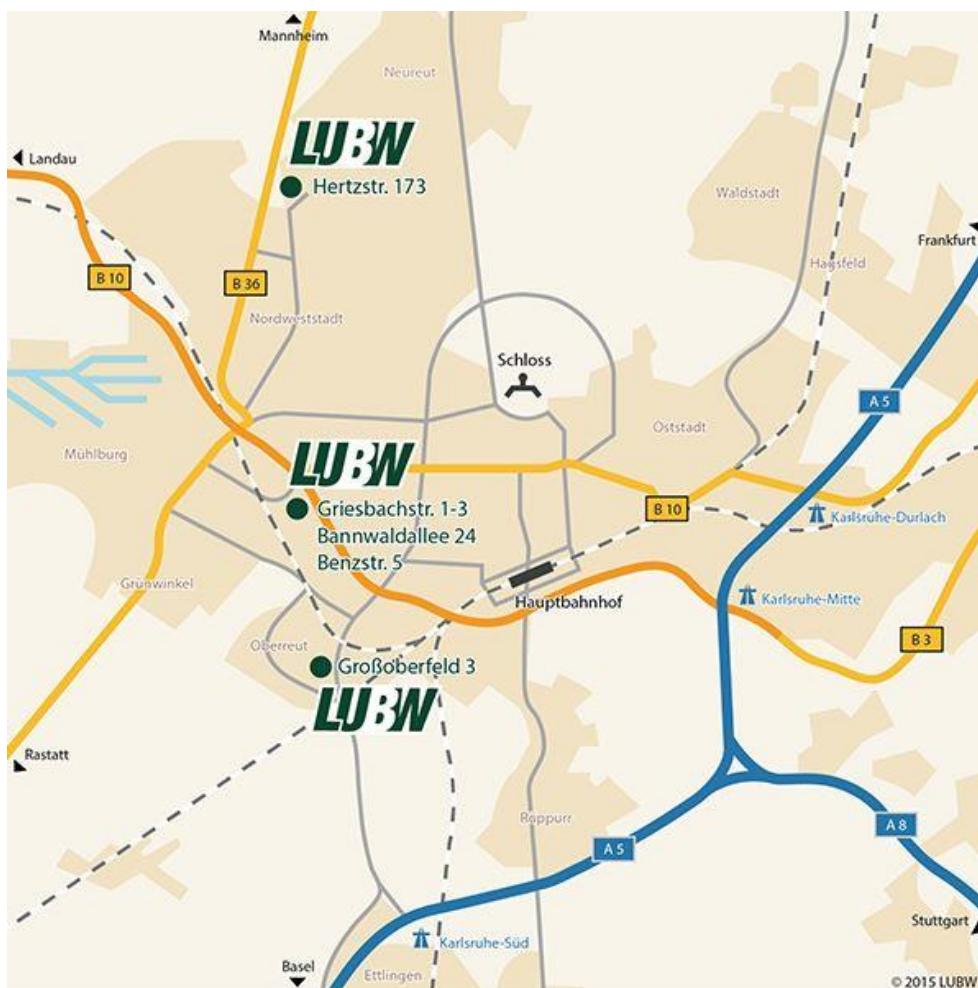 Mannheim
Neureut
LUBW
Landau
Hertzstr. 173
Waldstadt
Frankfurt
Hagsfeld
B 10
B 36
Nordweststadt
Schloss
A 5
Oststadt
Mühlburg
LUBW
Griesbachstr. 1-3
Bannwaldallee 24
Benzstr. 5
B 10
Karlsruhe-Durlach
Grünwinkel
Hauptbahnhof
Karlsruhe-Mitte
B 3
Oberreut
Großoberfeld 3
LUBW
Rastatt
Rüppurr
A 5
A 8
Stuttgart
Karlsruhe-Süd
Basel
Ettlingen
© 2015 LUBW